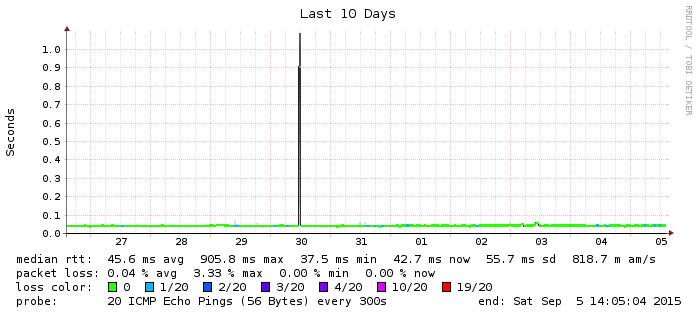 Last 10 Days
RRDTOOL / TOBI OETIKER
Seconds
1.0
0.9
0.8
0.7
0.6
0.5
0.4
0.3
0.2
0.1
0.0
27 28 29 30 31 01 02 03 04 05
median rtt: 45.6 ms avg 905.8 ms max 37.5 ms min 42.7 ms now 55.7 ms sd 818.7 m am/s
packet loss: 0.04 % avg 3.33 % max 0.00 % min 0.00 % now
loss color: 0 1/20 2/20 3/20 4/20 10/20 19/20
probe: 20 ICMP Echo Pings (56 Bytes) every 300s end: Sat Sep 5 14:05:04 2015